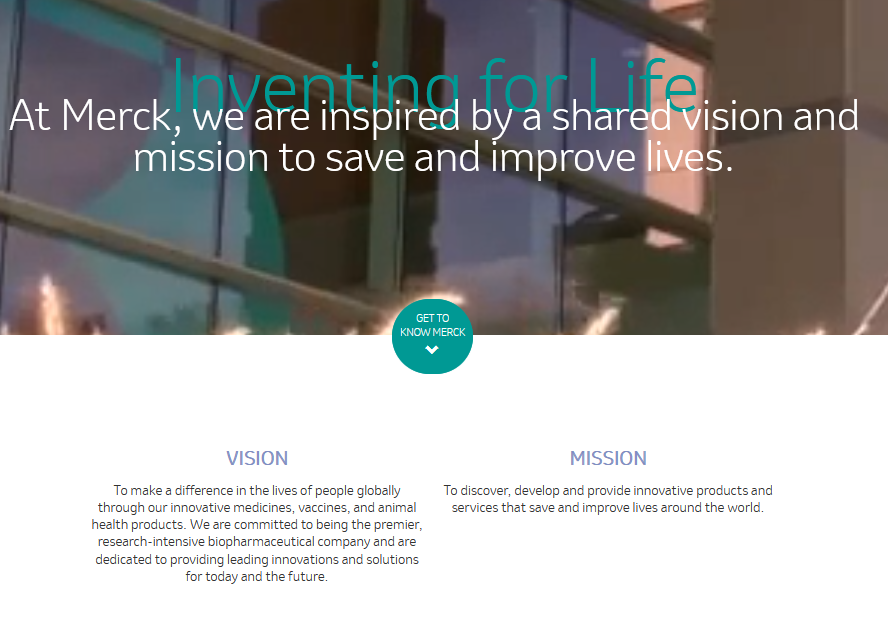 Inventing for Life
At Merck, we are inspired by a shared vision and
mission to save and improve lives.
GET TO
KNOW MERCK
VISION
To make a difference in the lives of people globally
through our innovative medicines, vaccines, and animal
health products. We are committed to being the premier,
research-intensive biopharmaceutical company and are
dedicated to providing leading innovations and solutions
for today and the future.
MISSION
To discover, develop and provide innovative products and
services that save and improve lives around the world.